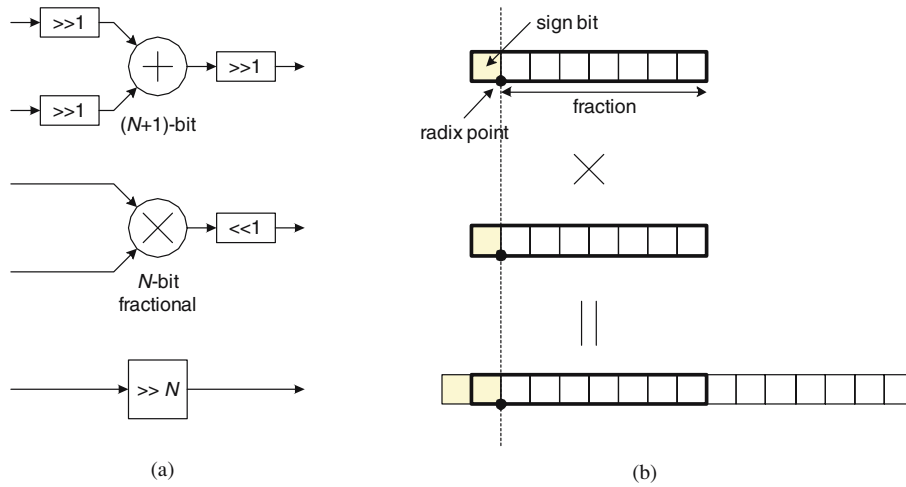 >>1
>>1
>>1
(N+1)-bit
<<1
N-bit
fractional
>> N
(a)
sign bit
fraction
radix point
(b)